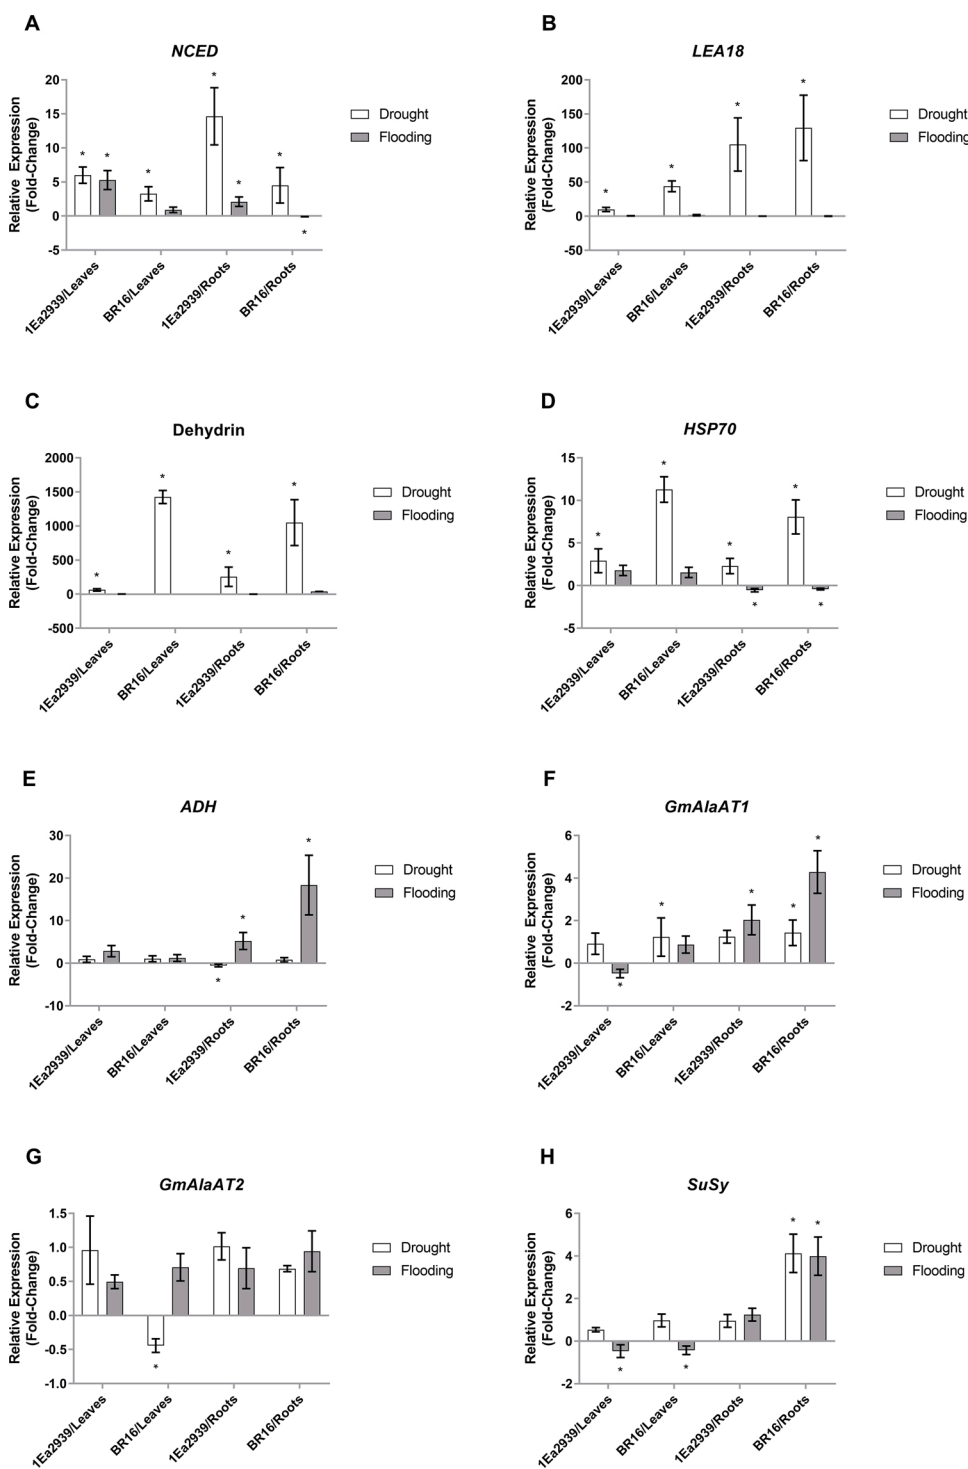 A
NCED
Relative Expression
(Fold-Change)
20
15
10
5
0
-5
1Ea2939/Leaves
BR16/Leaves
1Ea2939/Roots
BR16/Roots
* * * * * * *
Drought
Flooding
B
LEA18
Relative Expression
(Fold-Change)
200
150
100
50
0
-50
1Ea2939/Leaves
BR16/Leaves
1Ea2939/Roots
BR16/Roots
* * * *
Drought
Flooding
C
Dehydrin
Relative Expression
(Fold-Change)
2000
1500
1000
500
0
-500
1Ea2939/Leaves
BR16/Leaves
1Ea2939/Roots
BR16/Roots
* * * *
Drought
Flooding
D
HSP70
Relative Expression
(Fold-Change)
15
10
5
0
-5
1Ea2939/Leaves
BR16/Leaves
1Ea2939/Roots
BR16/Roots
* * * * * *
Drought
Flooding
E
ADH
Relative Expression
(Fold-Change)
30
20
10
0
-10
1Ea2939/Leaves
BR16/Leaves
1Ea2939/Roots
BR16/Roots
* * *
Drought
Flooding
F
GmAlaAT1
Relative Expression
(Fold-Change)
6
4
2
0
-2
1Ea2939/Leaves
BR16/Leaves
1Ea2939/Roots
BR16/Roots
* * * * *
Drought
Flooding
G
GmAlaAT2
Relative Expression
(Fold-Change)
1.5
1.0
0.5
0.0
-0.5
-1.0
1Ea2939/Leaves
BR16/Leaves
1Ea2939/Roots
BR16/Roots
*
Drought
Flooding
H
SuSy
Relative Expression
(Fold-Change)
6
4
2
0
-2
1Ea2939/Leaves
BR16/Leaves
1Ea2939/Roots
BR16/Roots
* * * *
Drought
Flooding